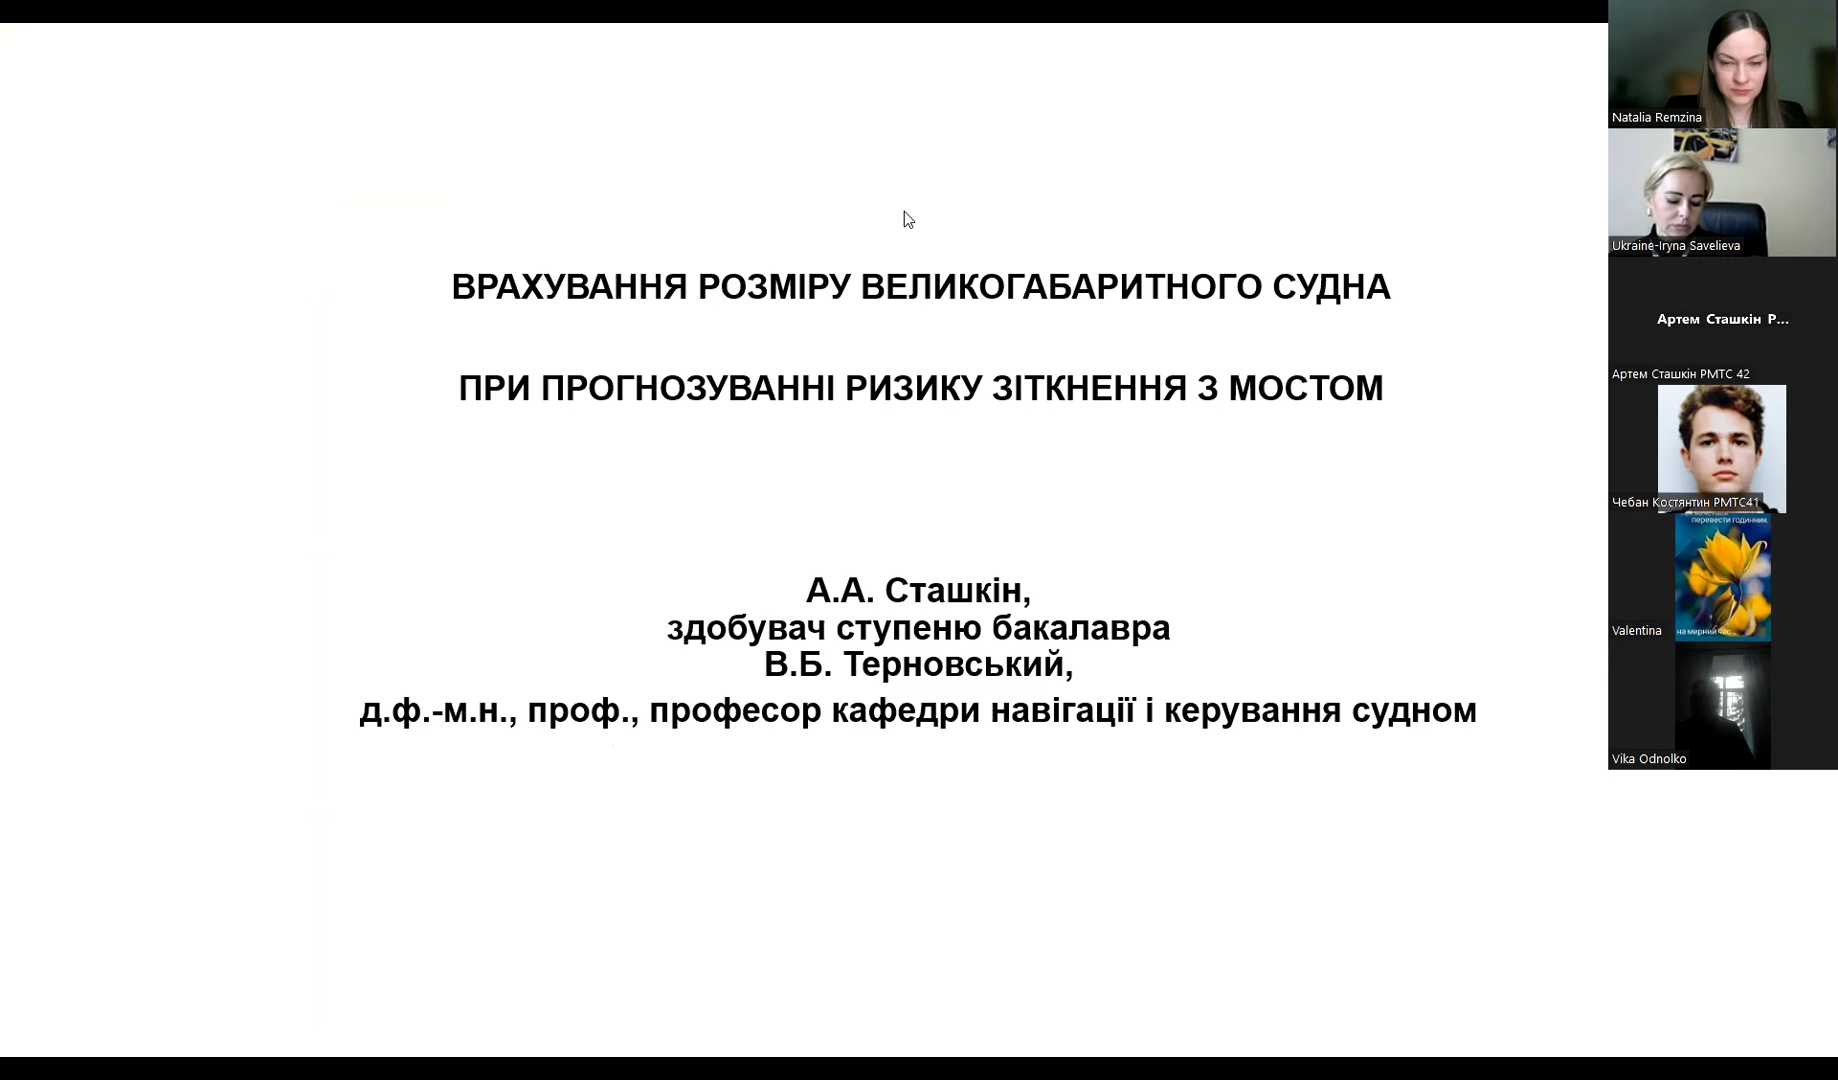 ВРАХУВАННЯ РОЗМІРУ ВЕЛИКОГАБАРИТНОГО СУДНА
ПРИ ПРОГНОЗУВАННІ РИЗИКУ ЗІТКНЕННЯ З МОСТОМ
А.А. Сташкін,
здобувач ступеню бакалавра
В.Б. Терновський,
д.ф.-м.н., проф., професор кафедри навігації і керування судном
Natalia Remzina
Ukraine-Iryna Savelieva
Артем Сташкін Р...
Артем Сташкін РМТС 42
Чебан Костянтин РМТС41
перевести годинник
на мирний час...
Valentina
Vika Odnolko